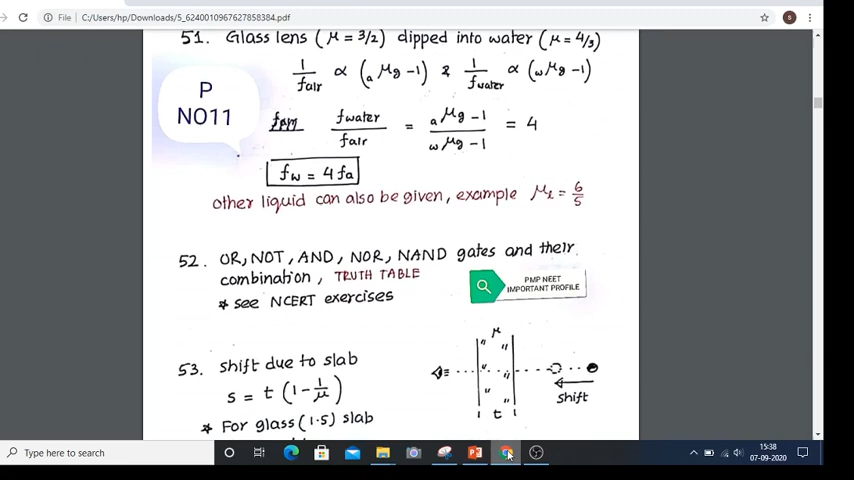 File
C:/Users/hp/Downloads/5_6240010967627858384.pdf
51. Glass lens (μ = 3/2) dipped into water (μ = 4/3)
1/fair ∝ (aμg -1) & 1/fwater ∝ (wμg -1)
P
NO11
fwater/fair = aμg -1/wμg -1 = 4
fw = 4fa
other liquid can also be given, example μl = 6/5
52. OR, NOT, AND, NOR, NAND gates and their
combination, TRUTH TABLE
* see NCERT exercises
PMP NEET
IMPORTANT PROFILE
53. shift due to slab
s = t (1 - 1/μ)
* For glass (1.5) slab
μ
t
shift
Type here to search
15:38
07-09-2020